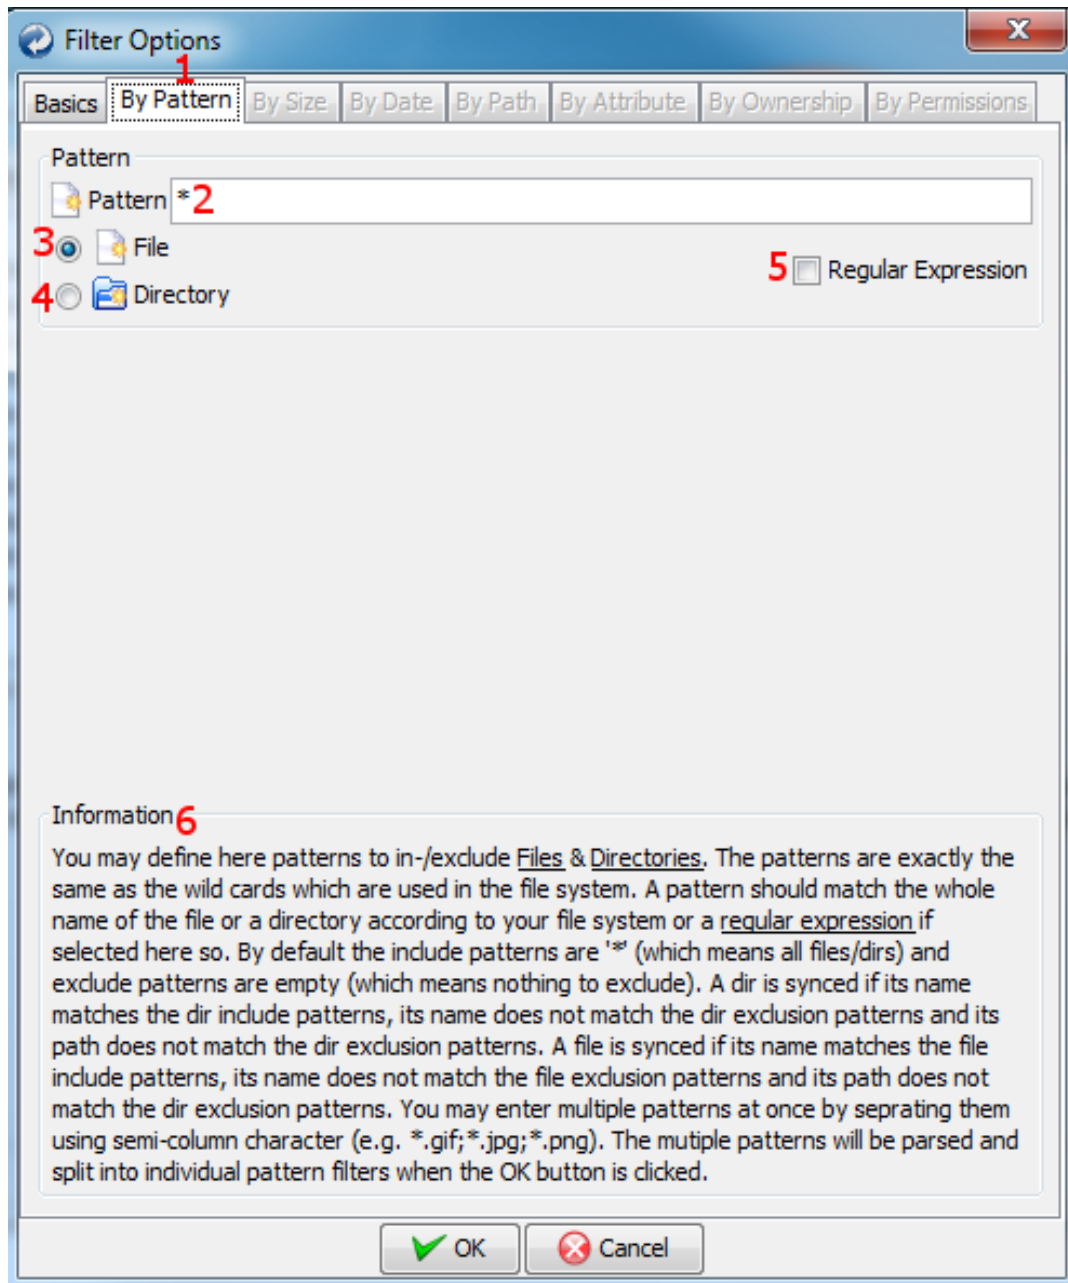 Filter Options
X
1
Basics By Pattern By Size By Date By Path By Attribute By Ownership By Permissions
Pattern
Pattern *2
3 File
5 Regular Expression
4 Directory
Information 6
You may define here patterns to in-/exclude Files & Directories. The patterns are exactly the
same as the wild cards which are used in the file system. A pattern should match the whole
name of the file or a directory according to your file system or a regular expression if
selected here so. By default the include patterns are '*' (which means all files/dirs) and
exclude patterns are empty (which means nothing to exclude). A dir is synced if its name
matches the dir include patterns, its name does not match the dir exclusion patterns and its
path does not match the dir exclusion patterns. A file is synced if its name matches the file
include patterns, its name does not match the file exclusion patterns and its path does not
match the dir exclusion patterns. You may enter multiple patterns at once by seprating them
using semi-column character (e.g. *.gif;*.jpg;*.png). The mutiple patterns will be parsed and
split into individual pattern filters when the OK button is clicked.
OK Cancel